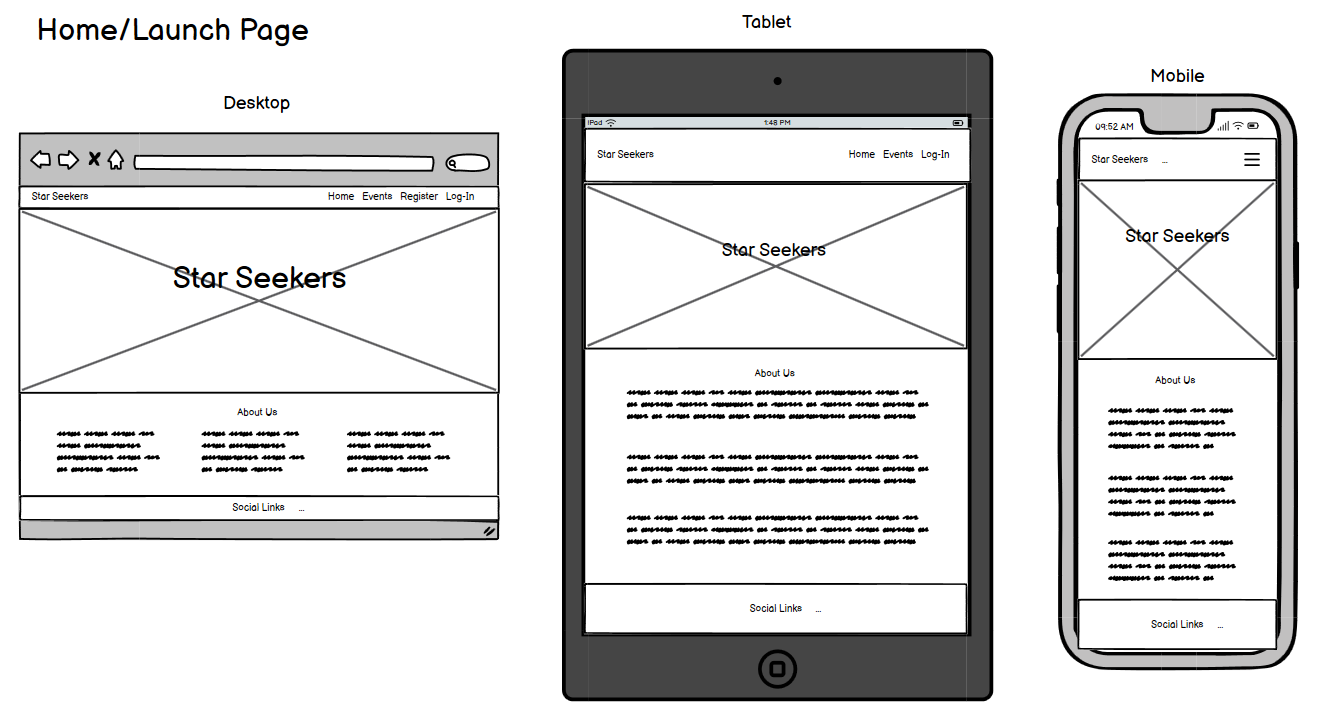 Home/Launch Page
Desktop
Star Seekers Home Events Register Log-In
Star Seekers
About Us
Social Links ...
Tablet
iPad 1:48 PM
Star Seekers Home Events Log-In
Star Seekers
About Us
Social Links ...
Mobile
09:52 AM
Star Seekers ...
Star Seekers
About Us
Social Links ...